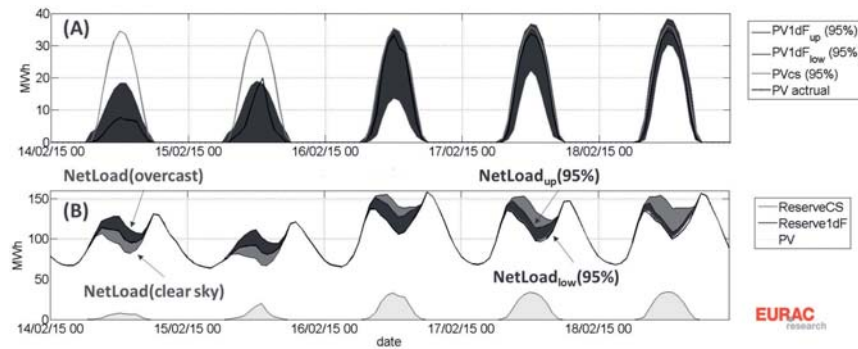 (A)
40
30
20
10
0
MWh
14/02/15 00 15/02/15 00 16/02/15 00 17/02/15 00 18/02/15 00
PV1dFup (95%)
PV1dFlow (95%
PVcs (95%)
PV actrual
NetLoad(overcast) NetLoadup(95%)
(B)
150
100
50
0
MWh
NetLoad(clear sky) NetLoadlow(95%)
14/02/15 00 15/02/15 00 16/02/15 00 17/02/15 00 18/02/15 00
date
ReserveCS
Reserve1dF
PV
EURAC
research